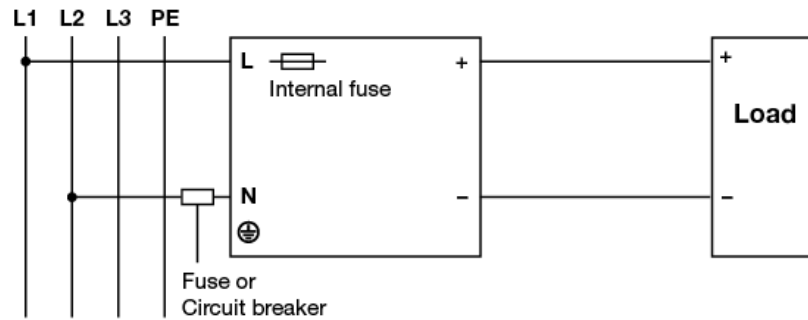 L1 L2 L3 PE
L
+
+
Internal fuse
Load
N
–
–
Fuse or
Circuit breaker